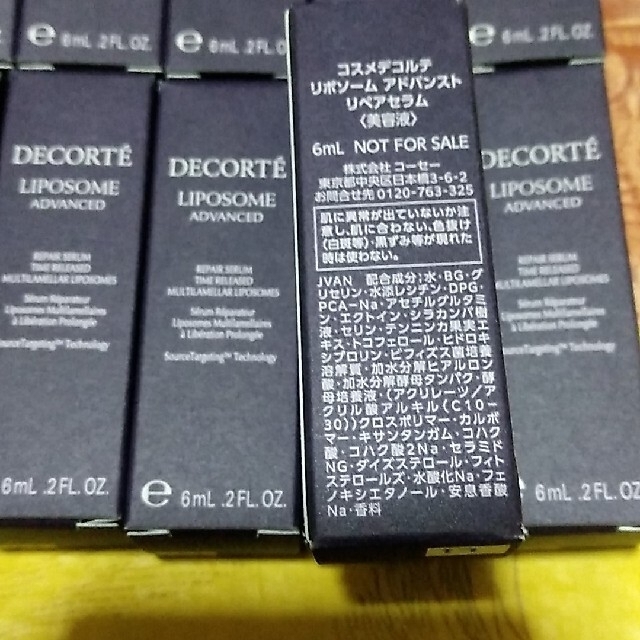 e 6mL .2FL.OZ.
e 6mL .2FL.O
e 6mL .2FL.OZ.
DECORTÉ
LIPOSOME
ADVANCED
REPAIR SERUM
TIME RELEASED
MULTILAMELLAR LIPOSOMES
Sérum Réparateur
Liposomes Multilamellaires
à Libération Prolongée
SourceTargeting™ Technology
6mL .2FL.OZ.
DECORTÉ
LIPOSOME
ADVANCED
REPAIR SERUM
TIME RELEASED
MULTILAMELLAR LIPOSOMES
Sérum Réparateur
Liposomes Multilamellaires
à Libération Prolongée
SourceTargeting™ Technology
e 6mL .2FL.OZ.
コスメデコルテ
リポソーム アドバンスト
リペアセラム
〈美容液〉
6mL NOT FOR SALE
株式会社 コーセー
東京都中央区日本橋3-6-2
お問合せ先 0120-763-325
肌に異常が出ていないか注
意し、肌に合わない、色抜け
(白斑等)・黒ずみ等が現れた
時は使わない。
JVAN 配合成分:水・BG・グ
リセリン・水添レシチン・DPG・
PCA-Na・アセチルグルタミ
ン・エクトイン・シラカンバ樹
液・セリン・テンニンカ果実エ
キス・トコフェロール・ヒドロキ
シプロリン・ビフィズス菌培養
溶解質・加水分解ヒアルロン
酸・加水分解酵母タンパク・酵
母培養液・(アクリレーツ/ア
クリル酸アルキル(C10-
30))クロスポリマー・カルボ
マー・キサンタンガム・コハク
酸・コハク酸2Na・セラミド
NG・ダイズステロール・フィト
ステロールズ・水酸化Na・フェ
ノキシエタノール・安息香酸
Na・香料
DECORTÉ
LIPOSOME
ADVANCED
REPAIR SERUM
TIME RELEASED
MULTILAMELLAR LIPOSOMES
Sérum Réparateur
Liposomes Multilamellaires
à Libération Prolongée
SourceTargeting™ Technology
e 6mL .2FL.OZ.